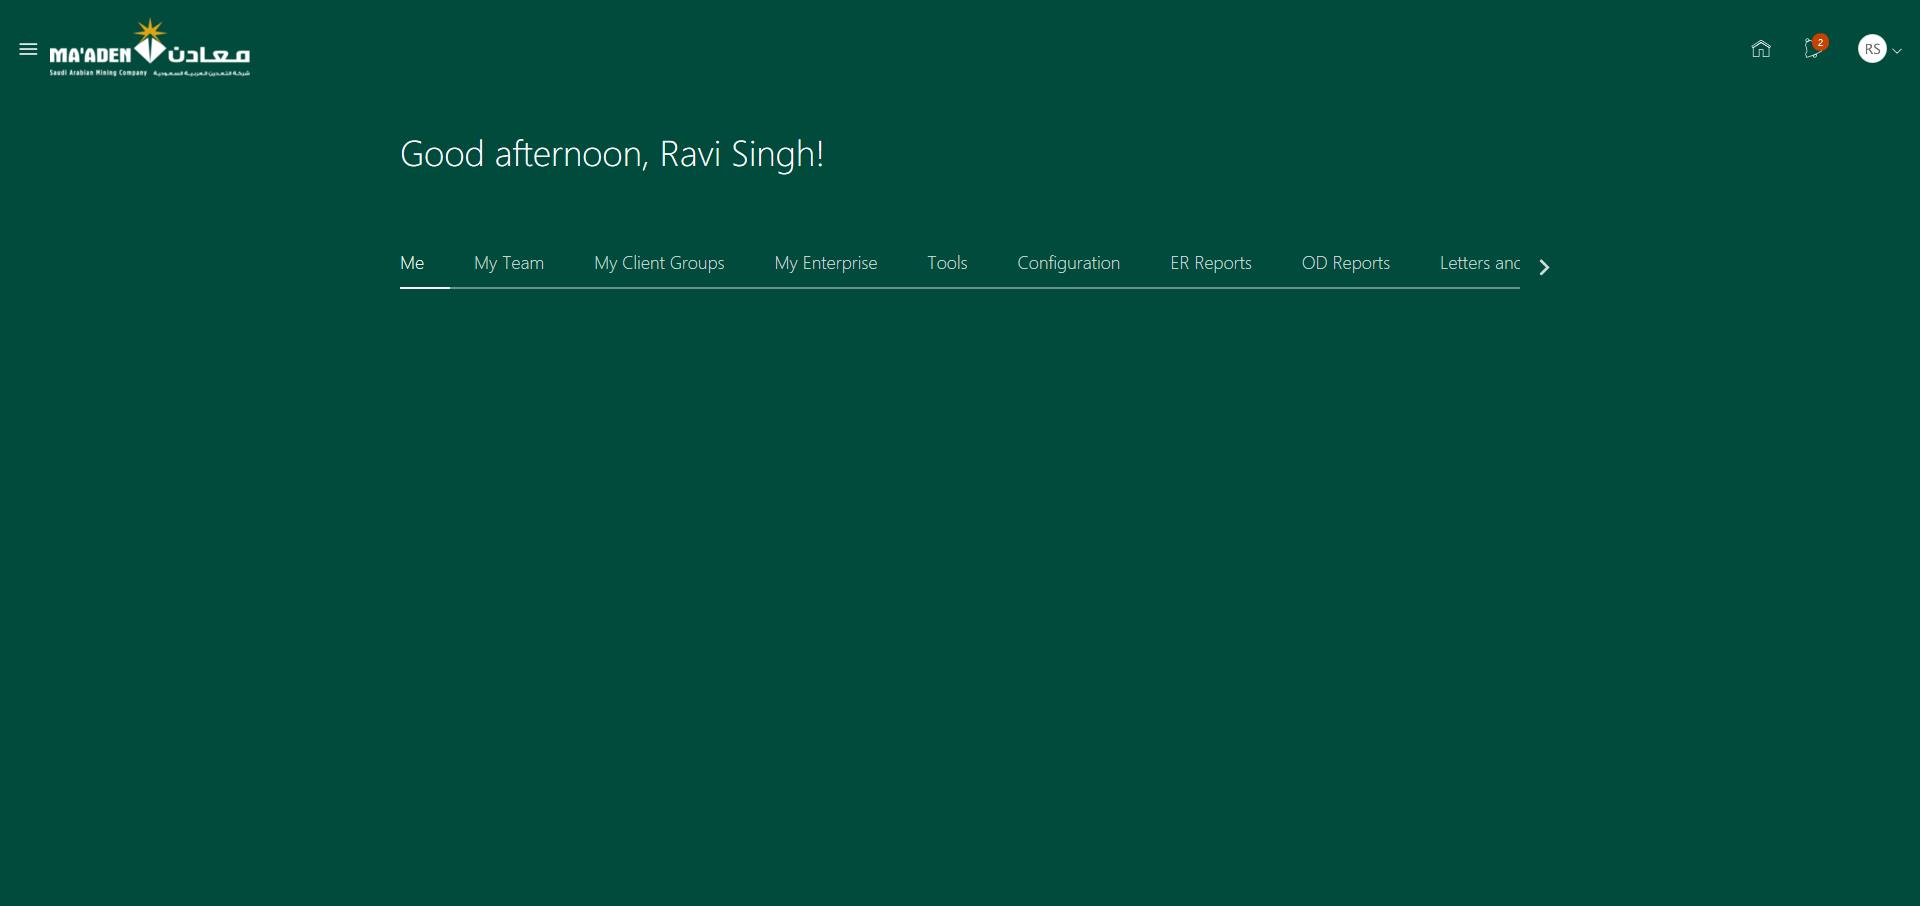 MA'ADEN معادن
Saudi Arabian Mining Company شركة التعدين العربية السعودية
2
RS
Good afternoon, Ravi Singh!
Me My Team My Client Groups My Enterprise Tools Configuration ER Reports OD Reports Letters and